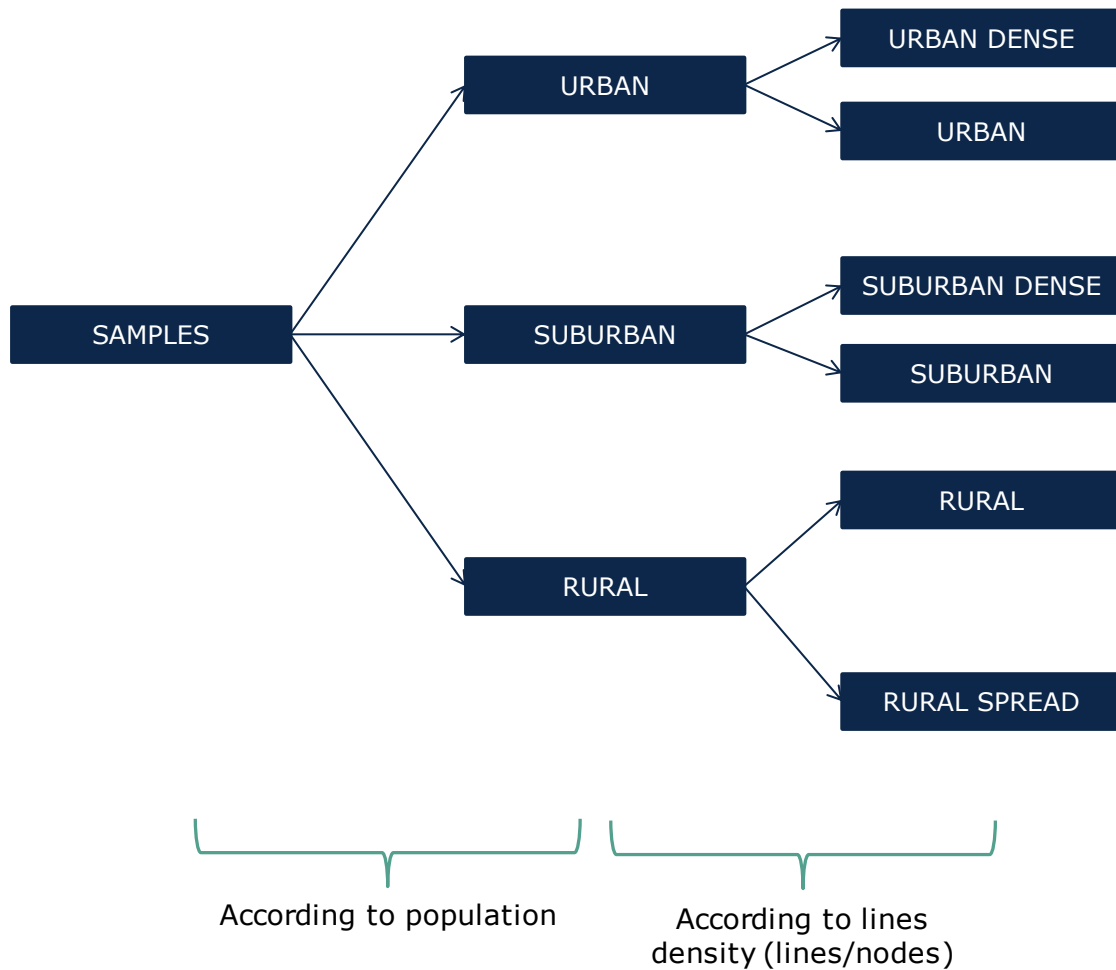 URBAN DENSE
URBAN
URBAN
SUBURBAN DENSE
SAMPLES
SUBURBAN
SUBURBAN
RURAL
RURAL
RURAL SPREAD
According to population
According to lines
density (lines/nodes)